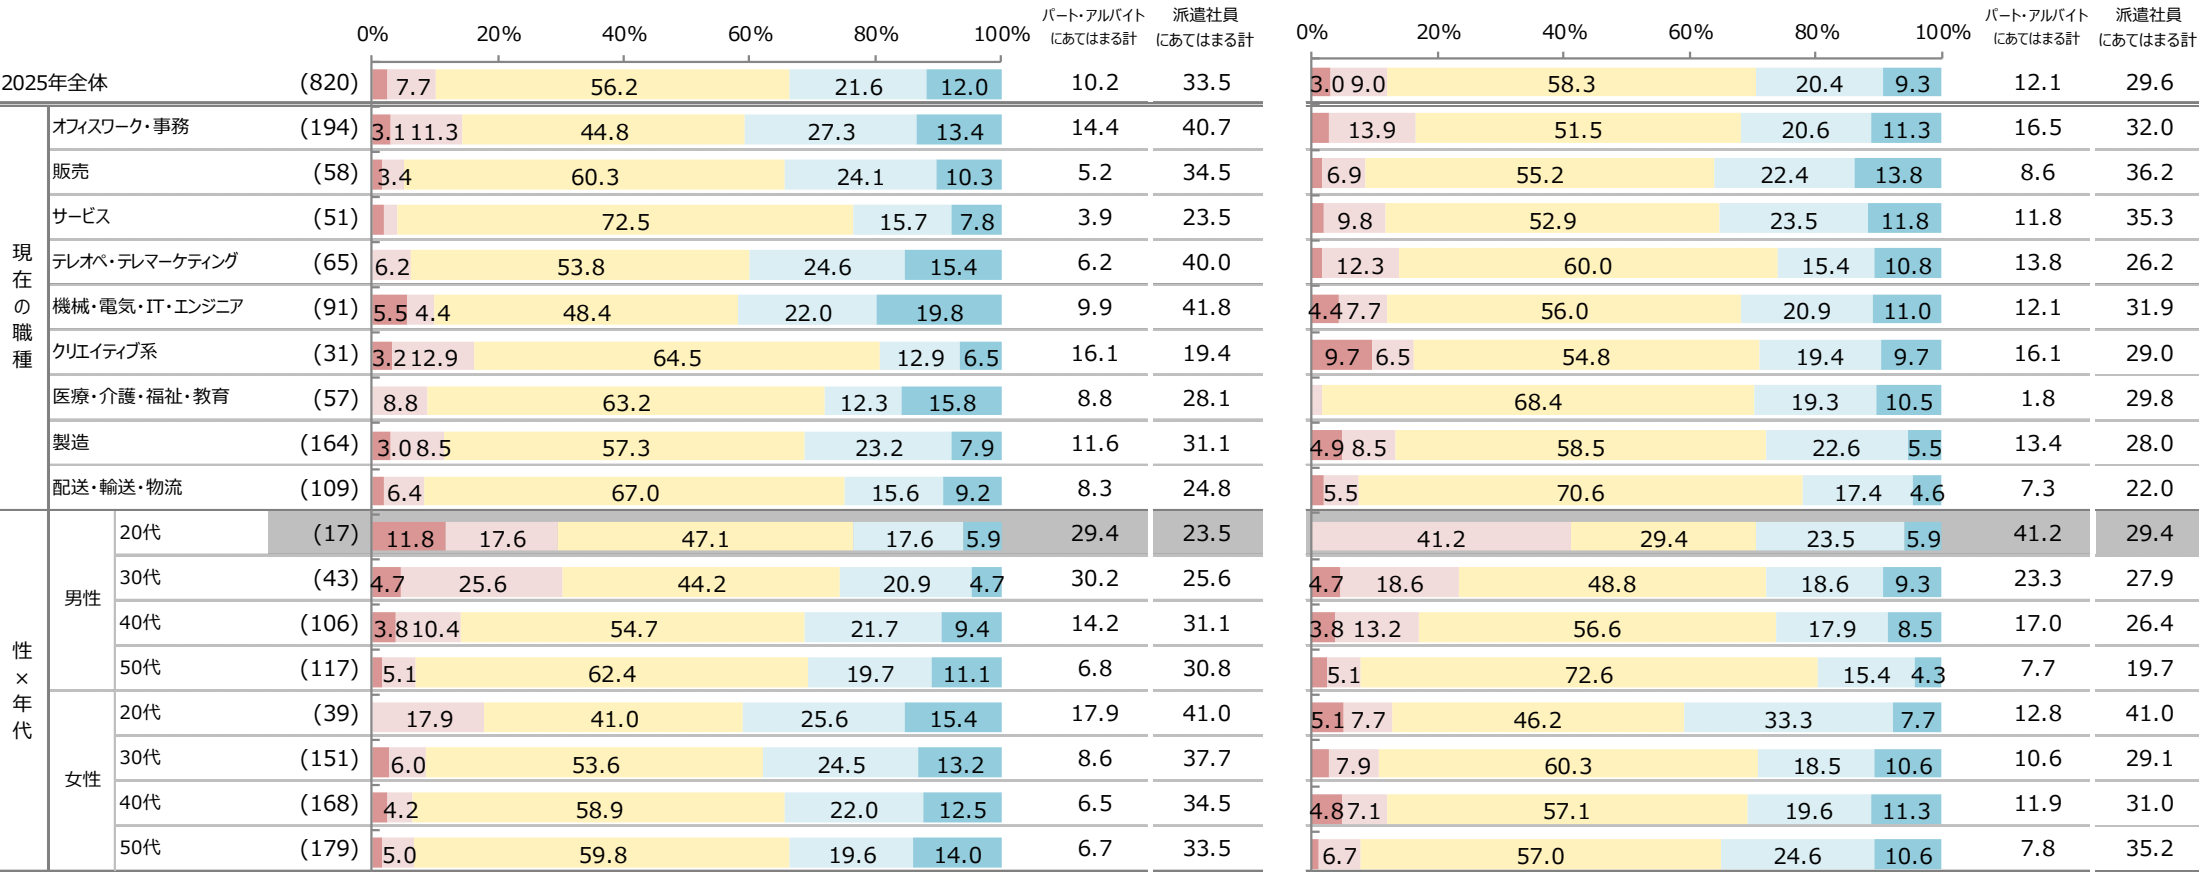 パート・アルバイト 派遣社員 パート・アルバイト 派遣社員
0% 20% 40% 60% 80% 100% にあてはまる計 にあてはまる計 0% 20% 40% 60% 80% 100% にあてはまる計 にあてはまる計
2025年全体 (820) 7.7 56.2 21.6 12.0 10.2 33.5 3.0 9.0 58.3 20.4 9.3 12.1 29.6
現在の職種
オフィスワーク・事務 (194) 3.1 11.3 44.8 27.3 13.4 14.4 40.7 13.9 51.5 20.6 11.3 16.5 32.0
販売 (58) 3.4 60.3 24.1 10.3 5.2 34.5 6.9 55.2 22.4 13.8 8.6 36.2
サービス (51) 72.5 15.7 7.8 3.9 23.5 9.8 52.9 23.5 11.8 11.8 35.3
テレオペ・テレマーケティング (65) 6.2 53.8 24.6 15.4 6.2 40.0 12.3 60.0 15.4 10.8 13.8 26.2
機械・電気・IT・エンジニア (91) 5.5 4.4 48.4 22.0 19.8 9.9 41.8 4.4 7.7 56.0 20.9 11.0 12.1 31.9
クリエイティブ系 (31) 3.2 12.9 64.5 12.9 6.5 16.1 19.4 9.7 6.5 54.8 19.4 9.7 16.1 29.0
医療・介護・福祉・教育 (57) 8.8 63.2 12.3 15.8 8.8 28.1 68.4 19.3 10.5 1.8 29.8
製造 (164) 3.0 8.5 57.3 23.2 7.9 11.6 31.1 4.9 8.5 58.5 22.6 5.5 13.4 28.0
配送・輸送・物流 (109) 6.4 67.0 15.6 9.2 8.3 24.8 5.5 70.6 17.4 4.6 7.3 22.0
性×年代
男性
20代 (17) 11.8 17.6 47.1 17.6 5.9 29.4 23.5 41.2 29.4 23.5 5.9 41.2 29.4
30代 (43) 4.7 25.6 44.2 20.9 4.7 30.2 25.6 4.7 18.6 48.8 18.6 9.3 23.3 27.9
40代 (106) 3.8 10.4 54.7 21.7 9.4 14.2 31.1 3.8 13.2 56.6 17.9 8.5 17.0 26.4
50代 (117) 5.1 62.4 19.7 11.1 6.8 30.8 5.1 72.6 15.4 4.3 7.7 19.7
女性
20代 (39) 17.9 41.0 25.6 15.4 17.9 41.0 5.1 7.7 46.2 33.3 7.7 12.8 41.0
30代 (151) 6.0 53.6 24.5 13.2 8.6 37.7 7.9 60.3 18.5 10.6 10.6 29.1
40代 (168) 4.2 58.9 22.0 12.5 6.5 34.5 4.8 7.1 57.1 19.6 11.3 11.9 31.0
50代 (179) 5.0 59.8 19.6 14.0 6.7 33.5 6.7 57.0 24.6 10.6 7.8 35.2